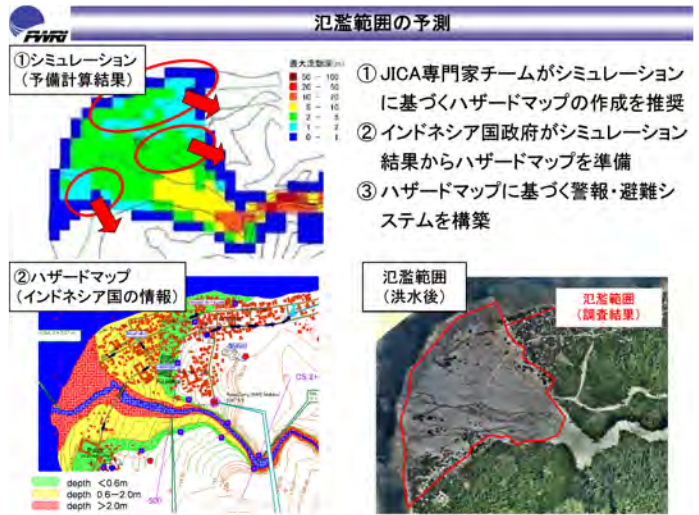 PWRI
氾濫範囲の予測
①シミュレーション
(予備計算結果)
最大流動深(m)
50 - 100
20 - 50
10 - 20
5 - 10
2 - 5
1 - 2
0 - 1
① JICA専門家チームがシミュレーション
に基づくハザードマップの作成を推奨
② インドネシア国政府がシミュレーション
結果からハザードマップを準備
③ ハザードマップに基づく警報・避難シ
ステムを構築
②ハザードマップ
(インドネシア国の情報)
depth <0.6m
depth 0.6-2.0m
depth >2.0m
氾濫範囲
(洪水後)
氾濫範囲
(調査結果)